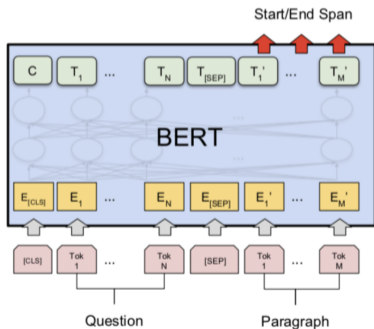 Start/End Span
C T1 ... TN T[SEP] T1' ... TM'
BERT
E[CLS] E1 ... EN E[SEP] E1' ... EM'
[CLS] Tok 1 ... Tok N [SEP] Tok 1 ... Tok M
Question Paragraph